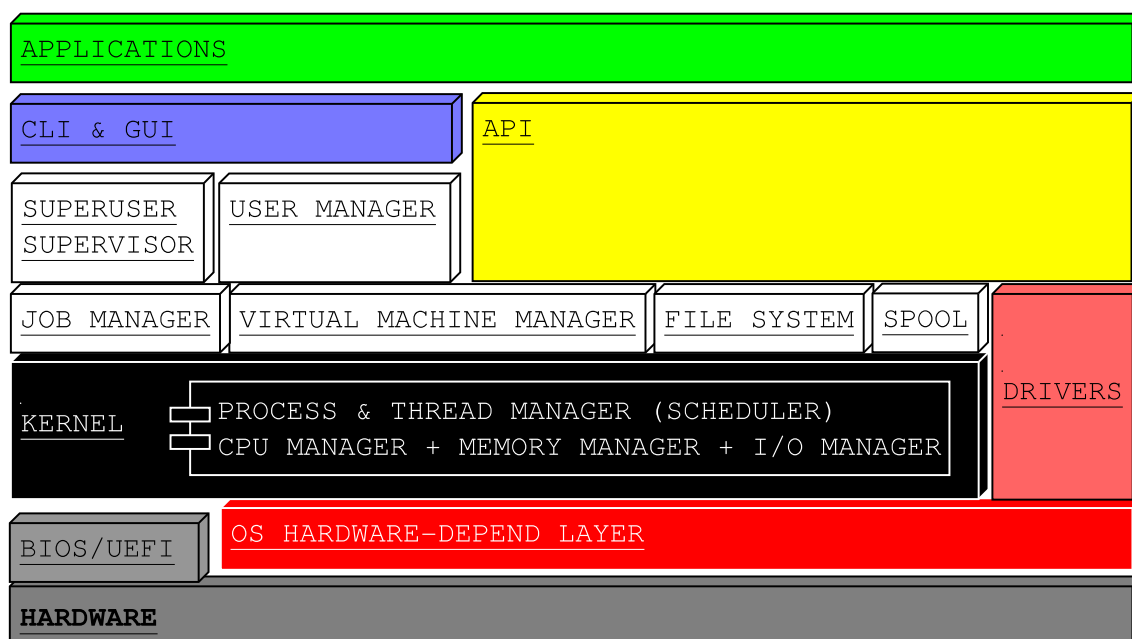 APPLICATIONS
CLI & GUI
API
SUPERUSER
SUPERVISOR
USER MANAGER
JOB MANAGER
VIRTUAL MACHINE MANAGER
FILE SYSTEM
SPOOL
DRIVERS
KERNEL
PROCESS & THREAD MANAGER (SCHEDULER)
CPU MANAGER + MEMORY MANAGER + I/O MANAGER
OS HARDWARE-DEPEND LAYER
BIOS/UEFI
HARDWARE